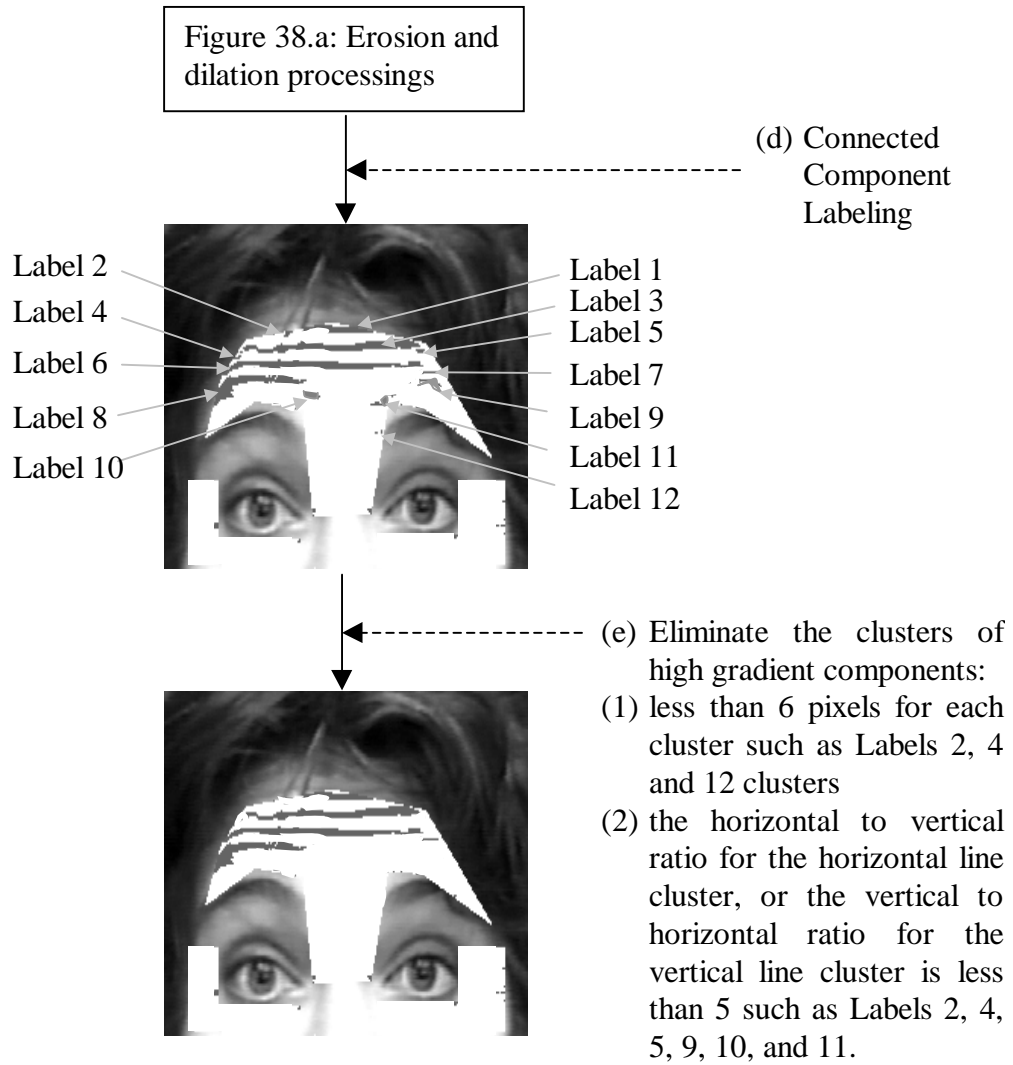 Figure 38.a: Erosion and
dilation processings
(d) Connected
Component
Labeling
Label 2
Label 4
Label 6
Label 8
Label 10
Label 1
Label 3
Label 5
Label 7
Label 9
Label 11
Label 12
(e) Eliminate the clusters of
high gradient components:
(1) less than 6 pixels for each
cluster such as Labels 2, 4
and 12 clusters
(2) the horizontal to vertical
ratio for the horizontal line
cluster, or the vertical to
horizontal ratio for the
vertical line cluster is less
than 5 such as Labels 2, 4,
5, 9, 10, and 11.